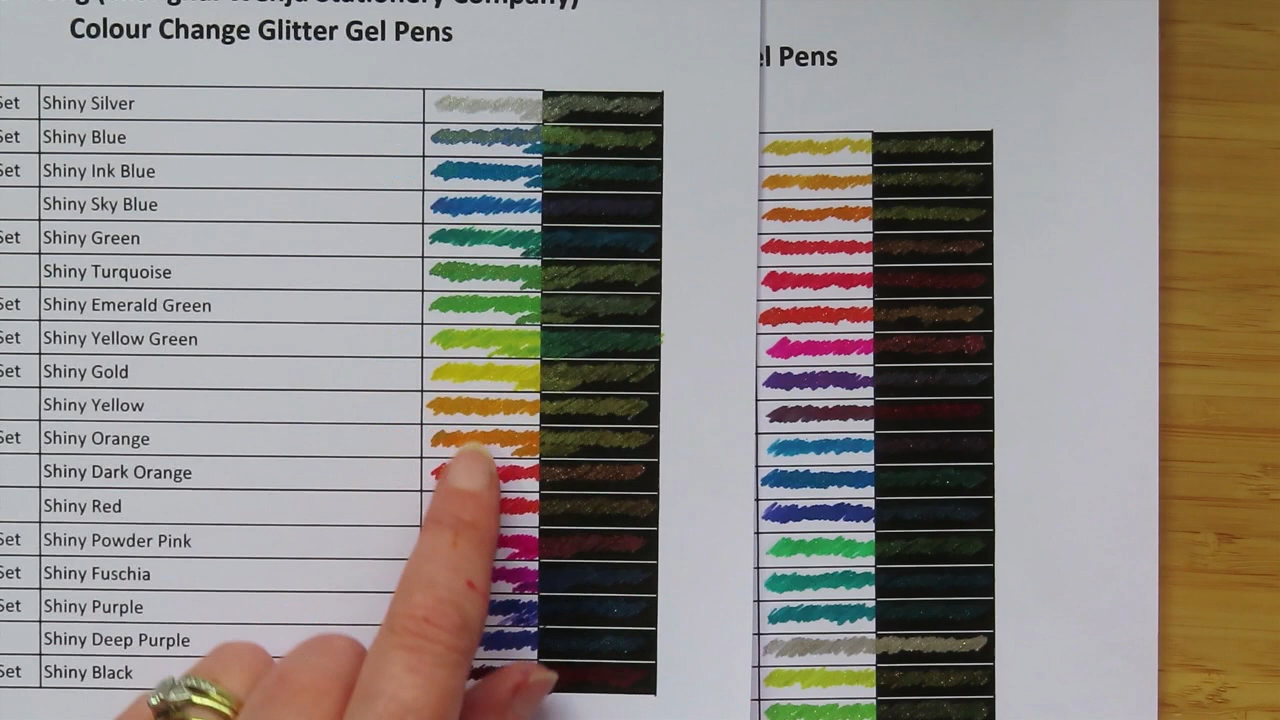 Colour Change Glitter Gel Pens
Set Shiny Silver
Set Shiny Blue
Set Shiny Ink Blue
Shiny Sky Blue
Set Shiny Green
Shiny Turquoise
Set Shiny Emerald Green
Set Shiny Yellow Green
Set Shiny Gold
Shiny Yellow
Set Shiny Orange
Shiny Dark Orange
Shiny Red
Set Shiny Powder Pink
Set Shiny Fuschia
Set Shiny Purple
Shiny Deep Purple
Set Shiny Black
Pens